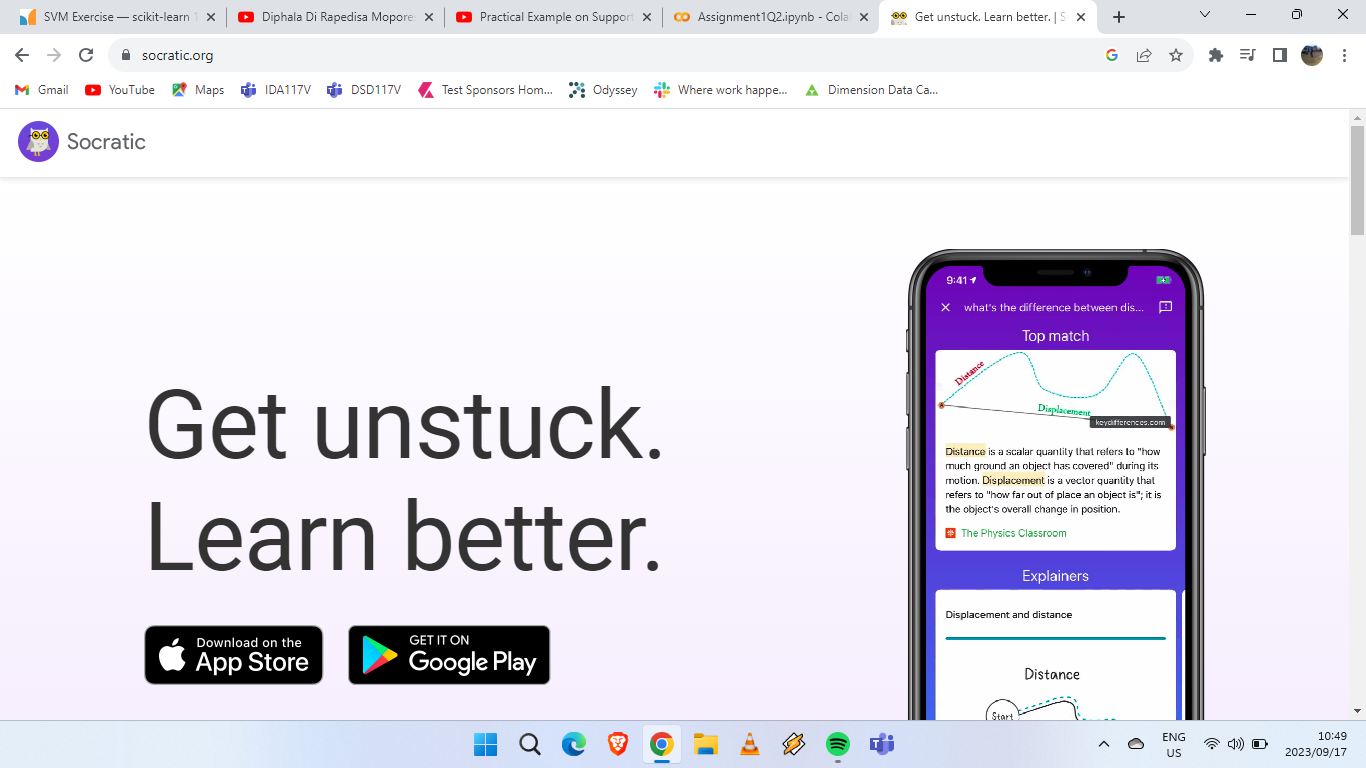 SVM Exercise — scikit-learn 1
Diphala Di Rapedisa Mopore
Practical Example on Support
Assignment1Q2.ipynb - Cola
Get unstuck. Learn better. | S
socratic.org
Gmail
YouTube
Maps
IDA117V
DSD117V
Test Sponsors Hom...
Odyssey
Where work happe...
Dimension Data Ca...
Socratic
Get unstuck.
Learn better.
Download on the
App Store
GET IT ON
Google Play
9:41
what's the difference between dis...
Top match
Distance
Displacement
keydifferences.com
Distance is a scalar quantity that refers to "how
much ground an object has covered" during its
motion. Displacement is a vector quantity that
refers to "how far out of place an object is"; it is
the object's overall change in position.
The Physics Classroom
Explainers
Displacement and distance
Distance
Start
ENG
US
10:49
2023/09/17